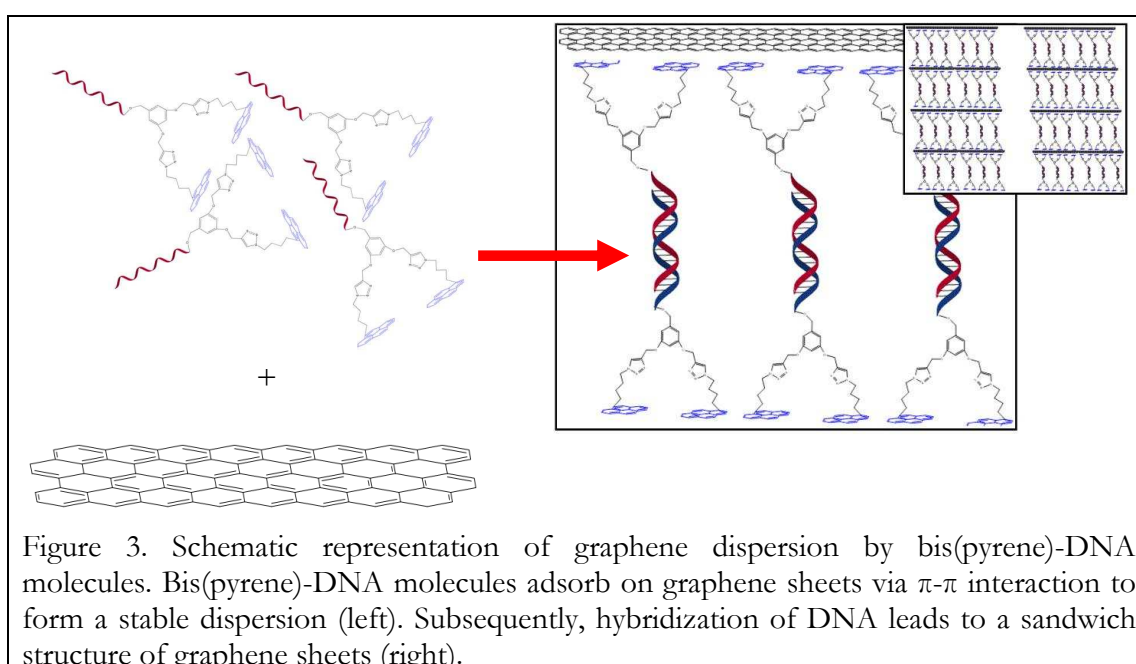 +
Figure 3. Schematic representation of graphene dispersion by bis(pyrene)-DNA
molecules. Bis(pyrene)-DNA molecules adsorb on graphene sheets via π-π interaction to
form a stable dispersion (left). Subsequently, hybridization of DNA leads to a sandwich
structure of graphene sheets (right).